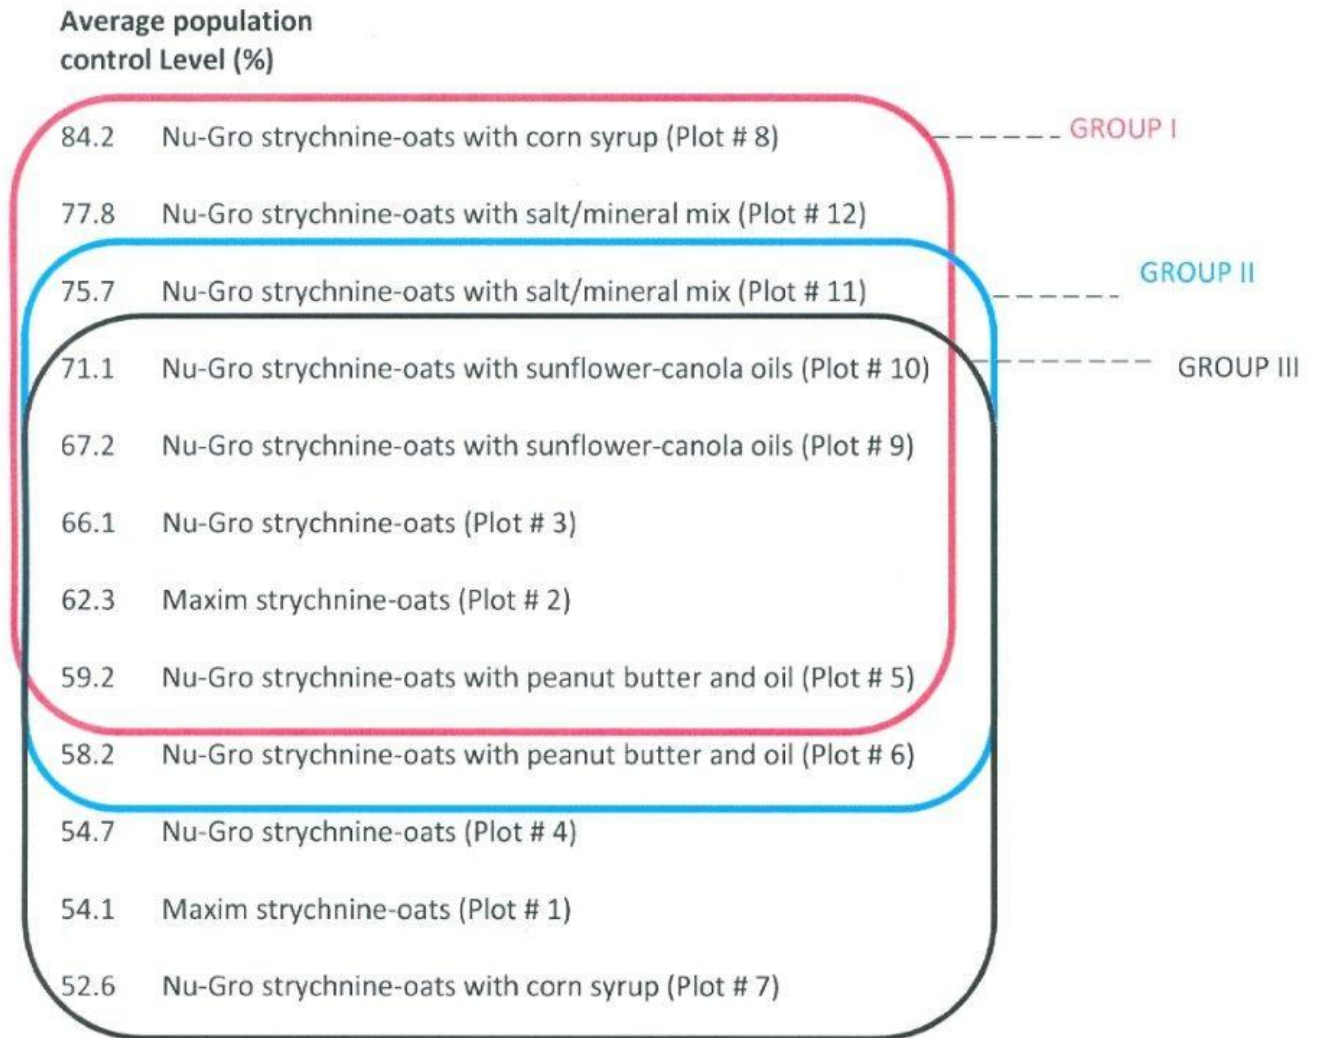 Average population
control Level (%)
84.2 Nu-Gro strychnine-oats with corn syrup (Plot # 8)
GROUP I
77.8 Nu-Gro strychnine-oats with salt/mineral mix (Plot # 12)
GROUP II
75.7 Nu-Gro strychnine-oats with salt/mineral mix (Plot # 11)
71.1 Nu-Gro strychnine-oats with sunflower-canola oils (Plot # 10)
GROUP III
67.2 Nu-Gro strychnine-oats with sunflower-canola oils (Plot # 9)
66.1 Nu-Gro strychnine-oats (Plot # 3)
62.3 Maxim strychnine-oats (Plot # 2)
59.2 Nu-Gro strychnine-oats with peanut butter and oil (Plot # 5)
58.2 Nu-Gro strychnine-oats with peanut butter and oil (Plot # 6)
54.7 Nu-Gro strychnine-oats (Plot # 4)
54.1 Maxim strychnine-oats (Plot # 1)
52.6 Nu-Gro strychnine-oats with corn syrup (Plot # 7)